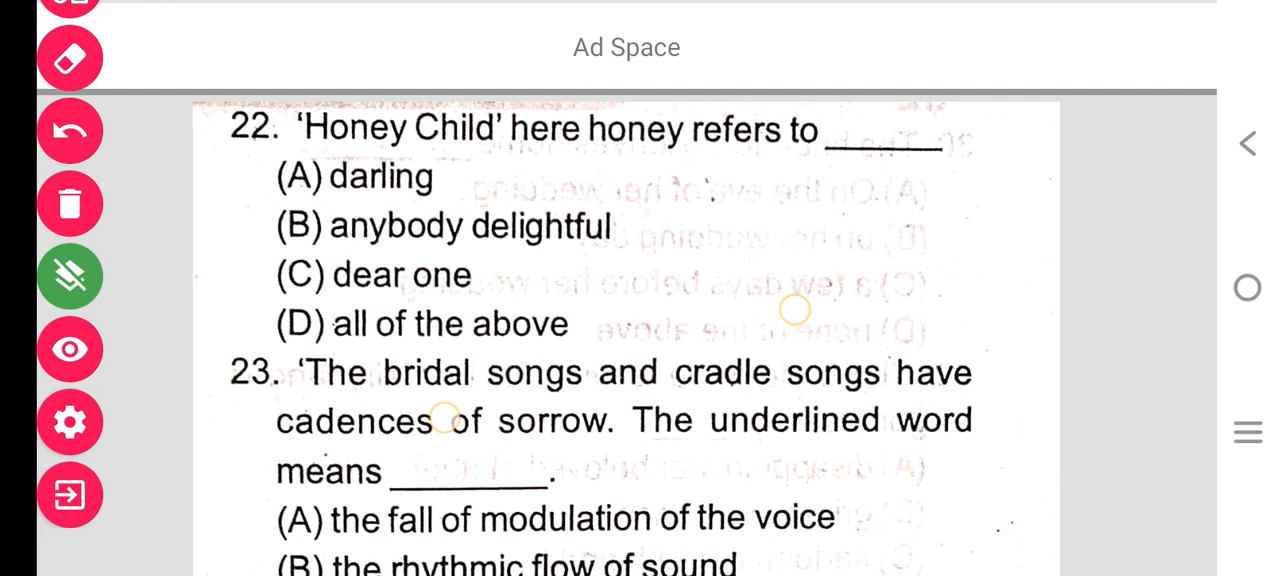 Ad Space
22. ‘Honey Child’ here honey refers to ________
(A) darling
(B) anybody delightful
(C) dear one
(D) all of the above
23. ‘The bridal songs and cradle songs have
cadences of sorrow. The underlined word
means __________.
(A) the fall of modulation of the voice
(B) the rhythmic flow of sound